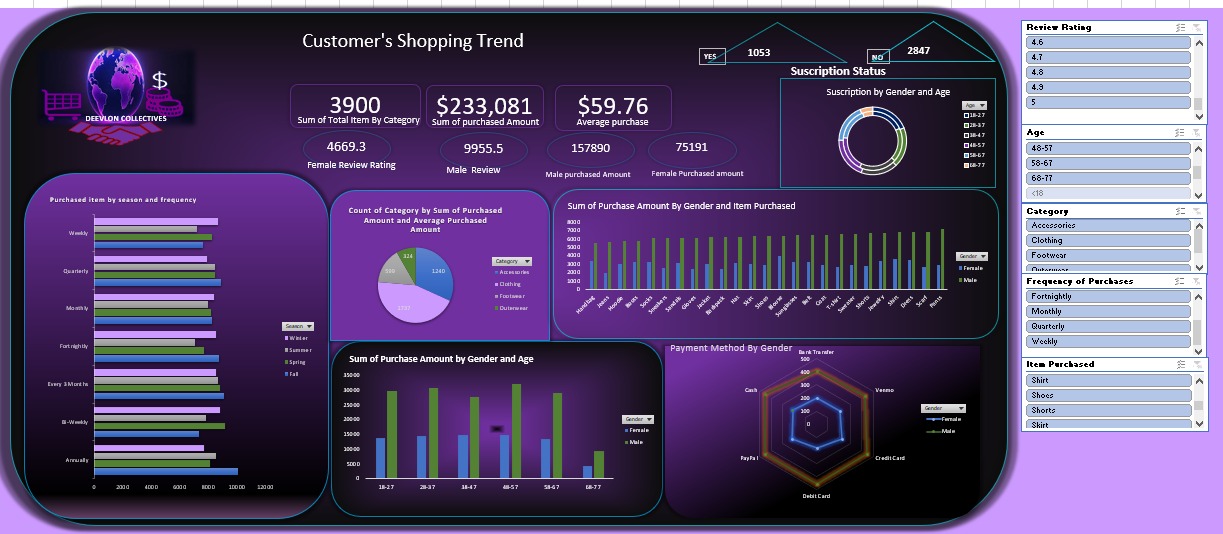 Customer's Shopping Trend
$
DEEVLON COLLECTIVES
YES
1053
NO
2847
Suscription Status
3900
Sum of Total Item By Category
$233,081
Sum of purchased Amount
$59.76
Average purchase
4669.3
Female Review Rating
9955.5
Male Review
157890
Male purchased Amount
75191
Female Purchased amount
Suscription by Gender and Age
Age
18-27
28-37
38-47
48-57
58-67
68-77
Purchased item by season and frequency
Weekly
Quarterly
Monthly
Fortnightly
Every 3 Months
Bi-Weekly
Annually
0 2000 4000 6000 8000 10000 12000
Season
Winter
Summer
Spring
Fall
Count of Category by Sum of Purchased
Amount and Average Purchased
Amount
324
1240
Category
Accessories
Clothing
Footwear
Outerwear
Sum of Purchase Amount By Gender and Item Purchased
8000
7000
6000
5000
4000
3000
2000
1000
0
Handbag Jeans Hoodie Boots Socks Sneakers Sandals Gloves Jacket Backpack Hat Skirt Shoes Blouse Sunglasses Belt Coat T-shirt Sweater Shorts Jewelry Shirt Dress Scarf Pants
Gender
Female
Male
Sum of Purchase Amount by Gender and Age
35000
30000
25000
20000
15000
10000
5000
0
18-27 28-37 38-47 48-57 58-67 68-77
Gender
Female
Male
Payment Method By Gender
Bank Transfer
500
400
300
200
100
0
Venmo
Credit Card
Debit Card
PayPal
Cash
Gender
Female
Male
Review Rating
4.6
4.7
4.8
4.9
5
Age
48-57
58-67
68-77
<18
Category
Accessories
Clothing
Footwear
Outerwear
Frequency of Purchases
Fortnightly
Monthly
Quarterly
Weekly
Item Purchased
Shirt
Shoes
Shorts
Skirt